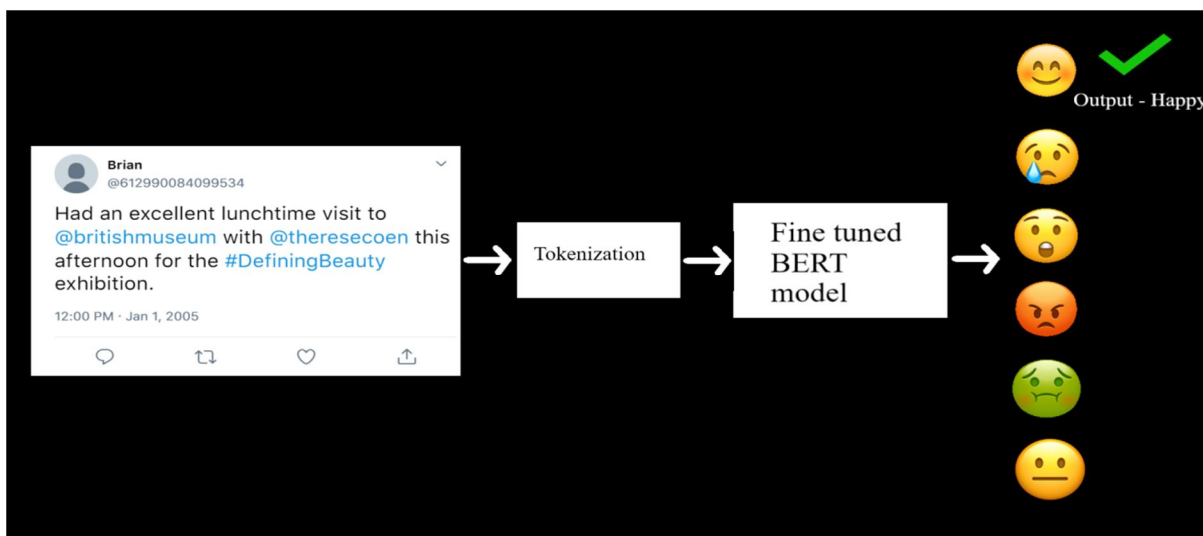 Brian
@612990084099534
Had an excellent lunchtime visit to
@britishmuseum with @theresecoen this
afternoon for the #DefiningBeauty
exhibition.
12:00 PM · Jan 1, 2005
Tokenization
Fine tuned
BERT
model
Output - Happy